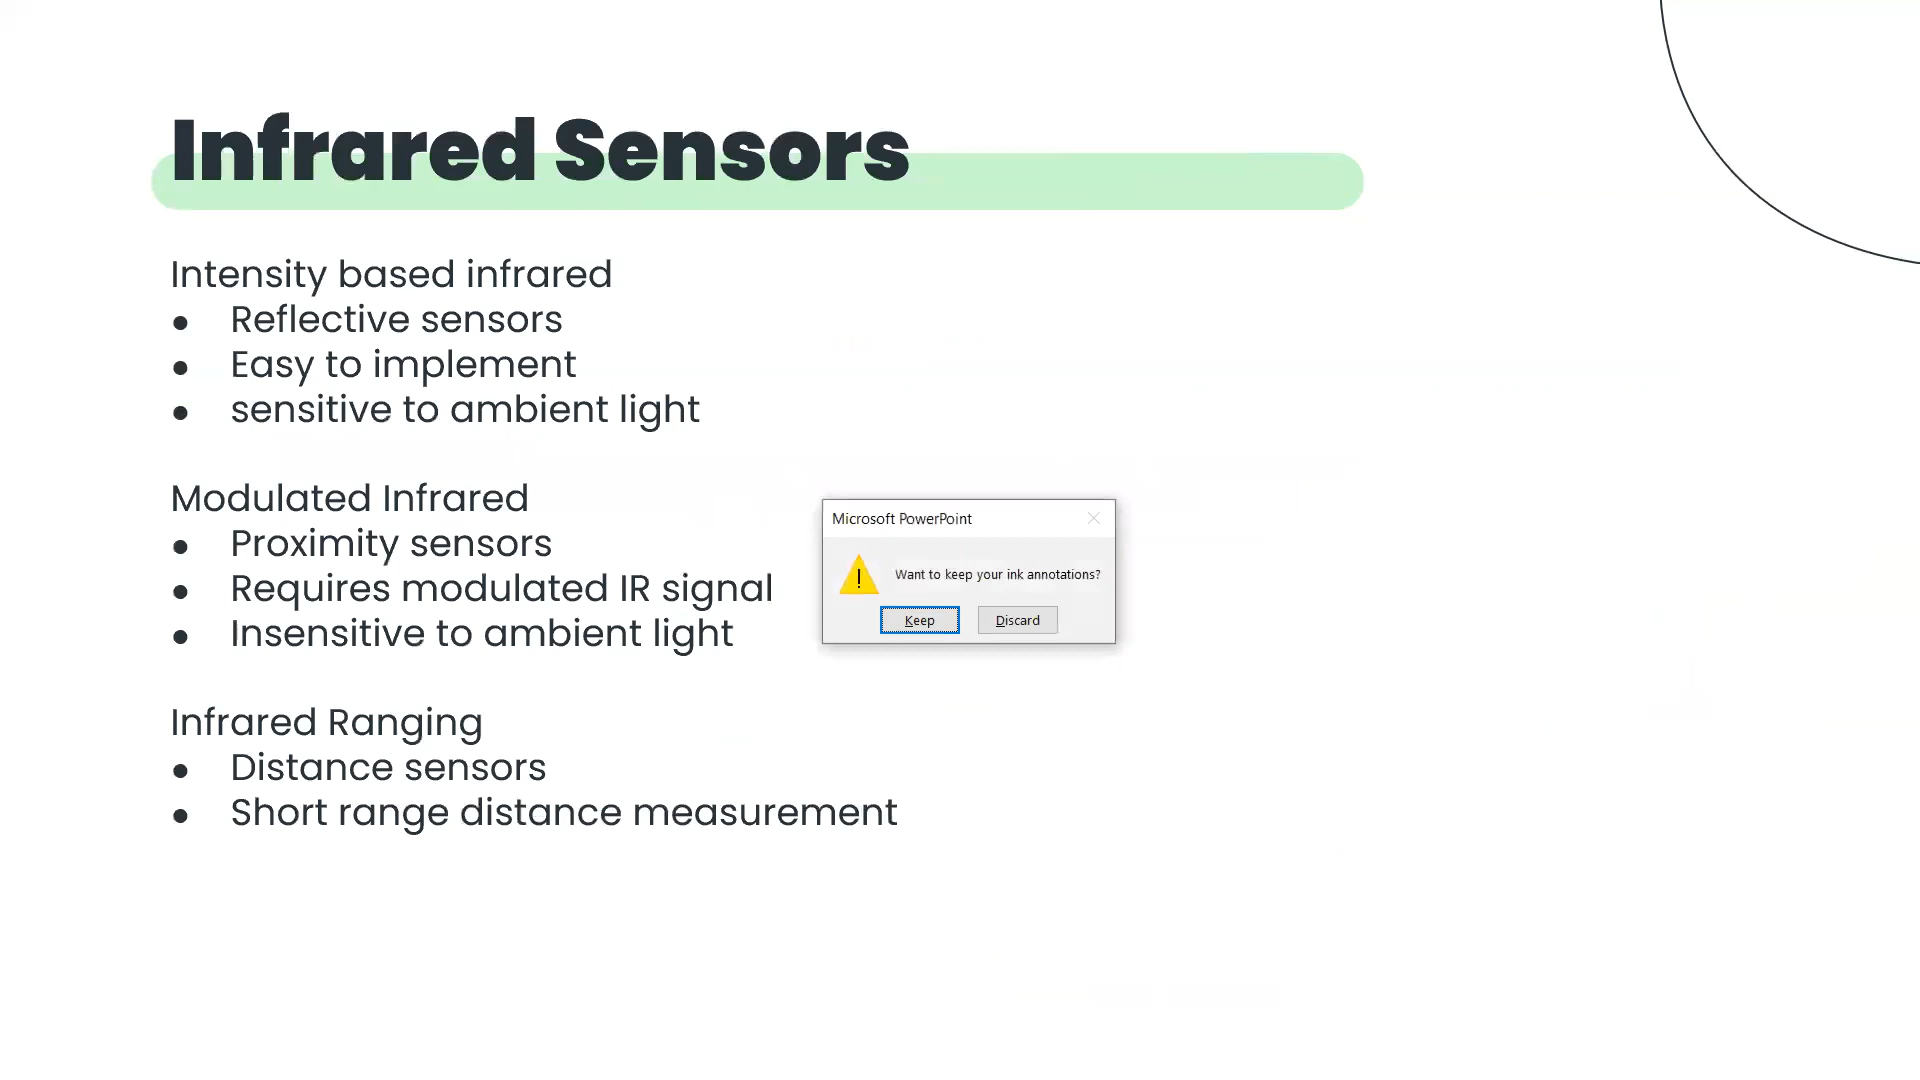 Infrared Sensors
Intensity based infrared
● Reflective sensors
● Easy to implement
● sensitive to ambient light
Modulated Infrared
● Proximity sensors
● Requires modulated IR signal
● Insensitive to ambient light
Infrared Ranging
● Distance sensors
● Short range distance measurement
Microsoft PowerPoint
Want to keep your ink annotations?
Keep Discard